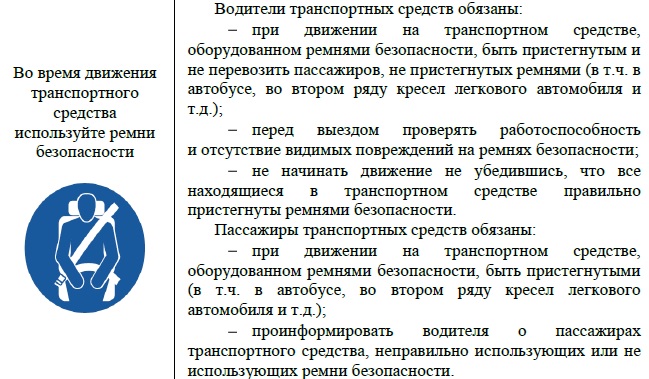 Во время движения
транспортного
средства
используйте ремни
безопасности
Водители транспортных средств обязаны:
– при движении на транспортном средстве,
оборудованном ремнями безопасности, быть пристегнутым и
не перевозить пассажиров, не пристегнутых ремнями (в т.ч. в
автобусе, во втором ряду кресел легкового автомобиля и
т.д.);
– перед выездом проверять работоспособность
и отсутствие видимых повреждений на ремнях безопасности;
– не начинать движение не убедившись, что все
находящиеся в транспортном средстве правильно
пристегнуты ремнями безопасности.
Пассажиры транспортных средств обязаны:
– при движении на транспортном средстве,
оборудованном ремнями безопасности, быть пристегнутыми
(в т.ч. в автобусе, во втором ряду кресел легкового
автомобиля и т.д.);
– проинформировать водителя о пассажирах
транспортного средства, неправильно использующих или не
использующих ремни безопасности.